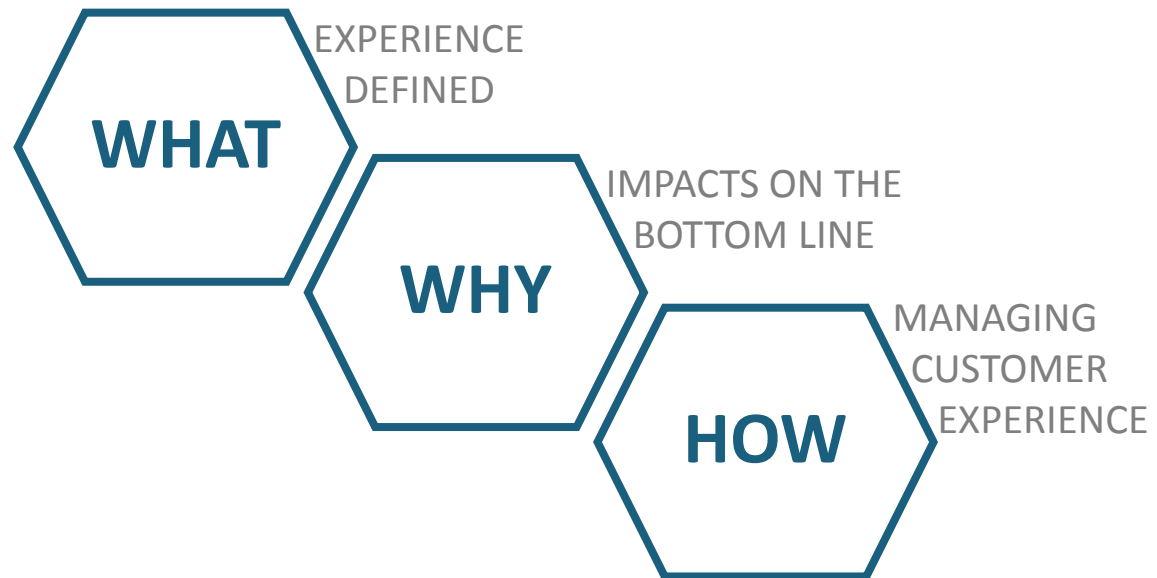 WHAT
EXPERIENCE
DEFINED
WHY
IMPACTS ON THE
BOTTOM LINE
HOW
MANAGING
CUSTOMER
EXPERIENCE